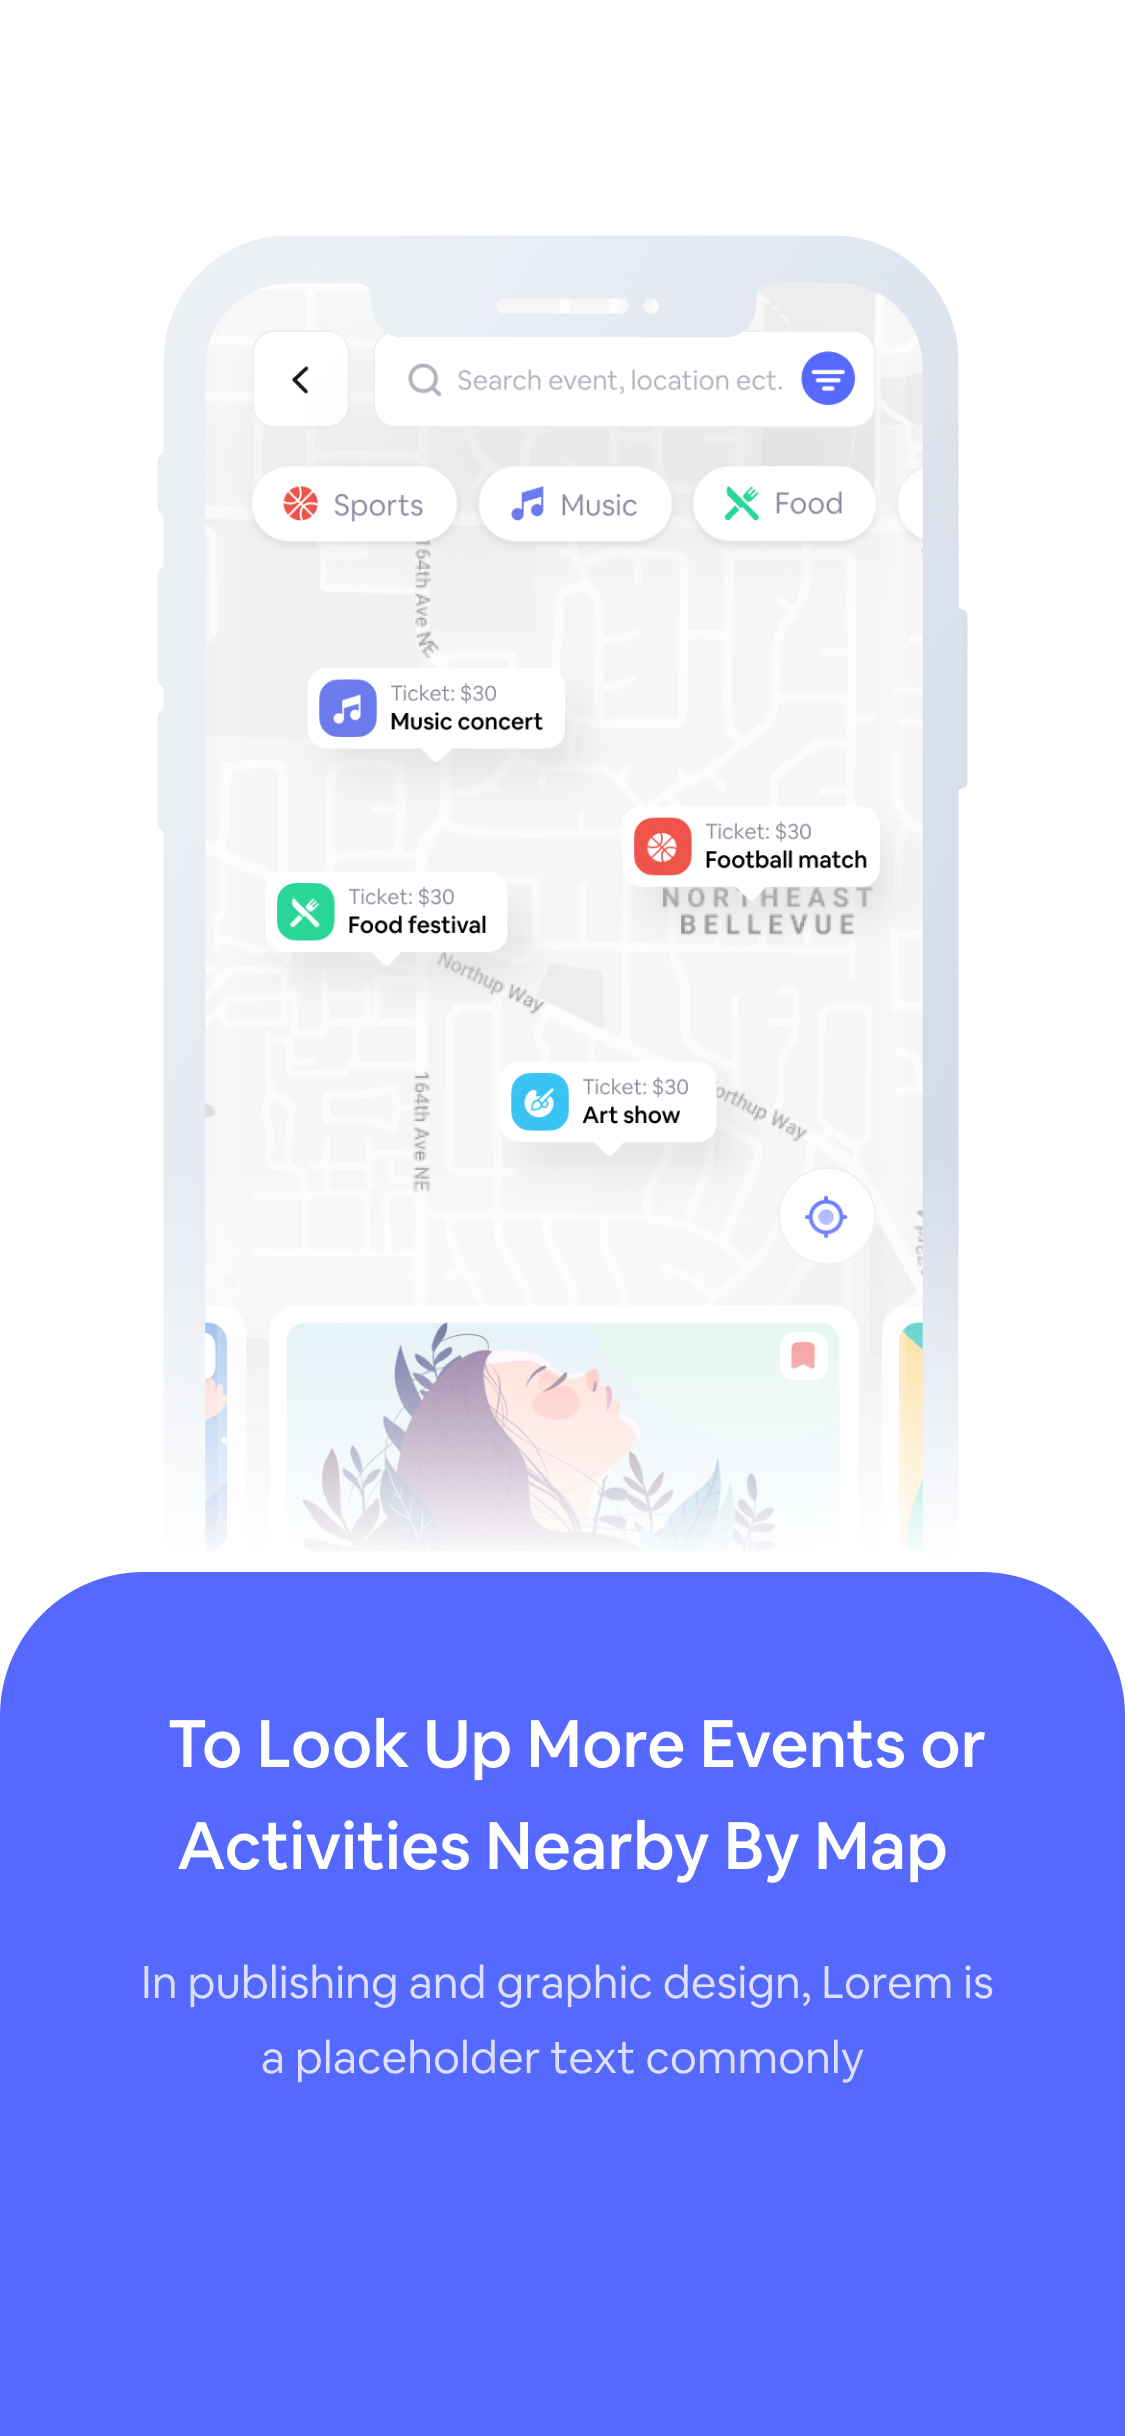 Search event, location ect.
Sports
Music
Food
164th Ave NE
Ticket: $30
Music concert
Ticket: $30
Football match
NORTHEAST
BELLEVUE
Ticket: $30
Food festival
Northup Way
Ticket: $30
Art show
orthup Way
164th Ave NE
To Look Up More Events or
Activities Nearby By Map
In publishing and graphic design, Lorem is
a placeholder text commonly